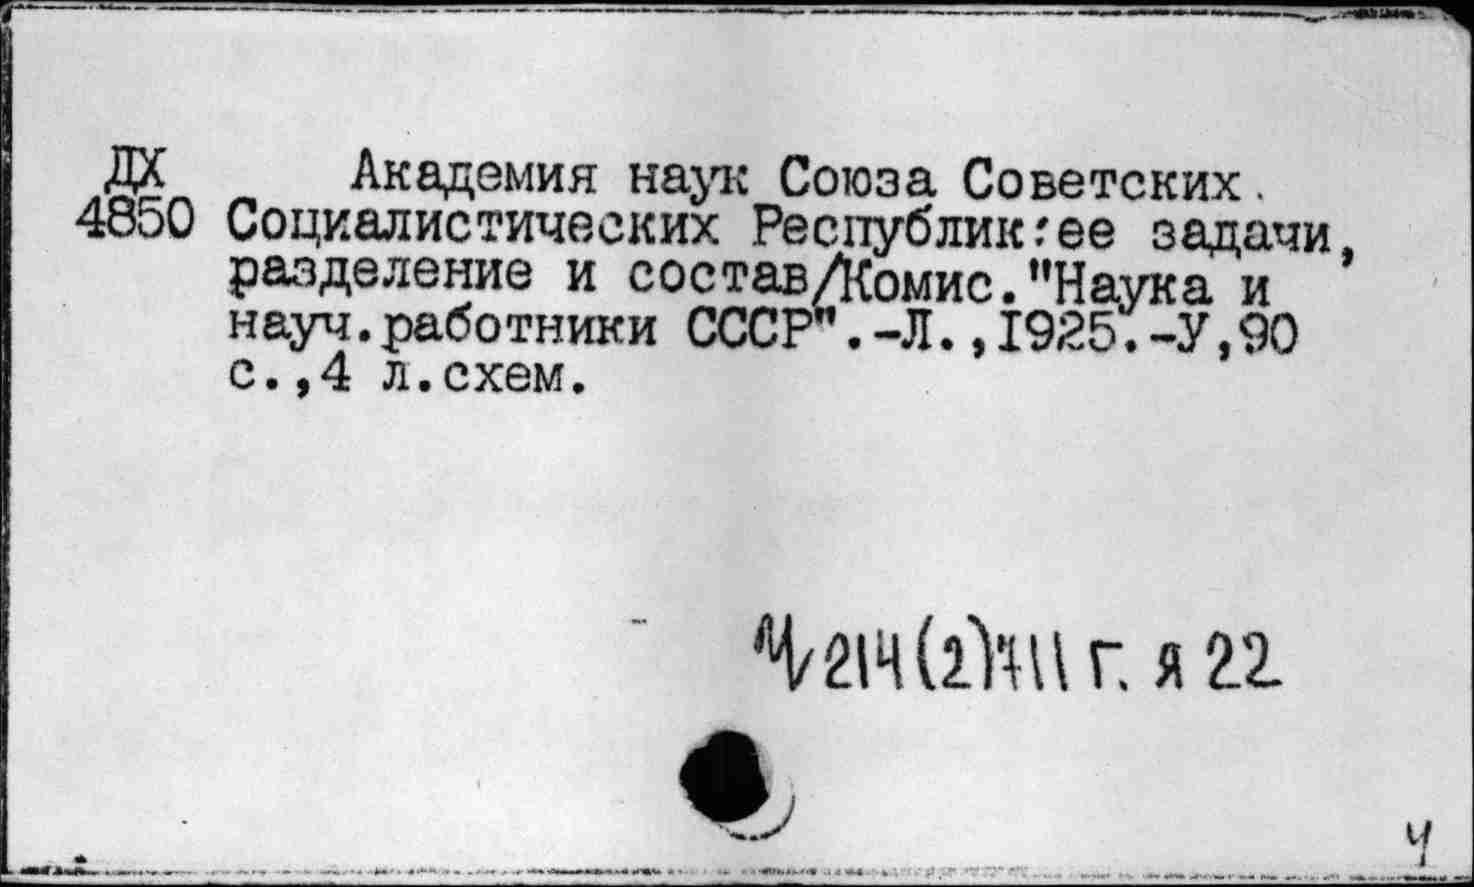 ДХ Академия наук Союза Советских.
4850 Социалистических Республик:ее задачи,
разделение и состав/Комис."Наука и
науч.работники СССР".-Л.,1925.-У,90
с.,4 л.схем.
Ч 214(2)711 г. я 22
Ч